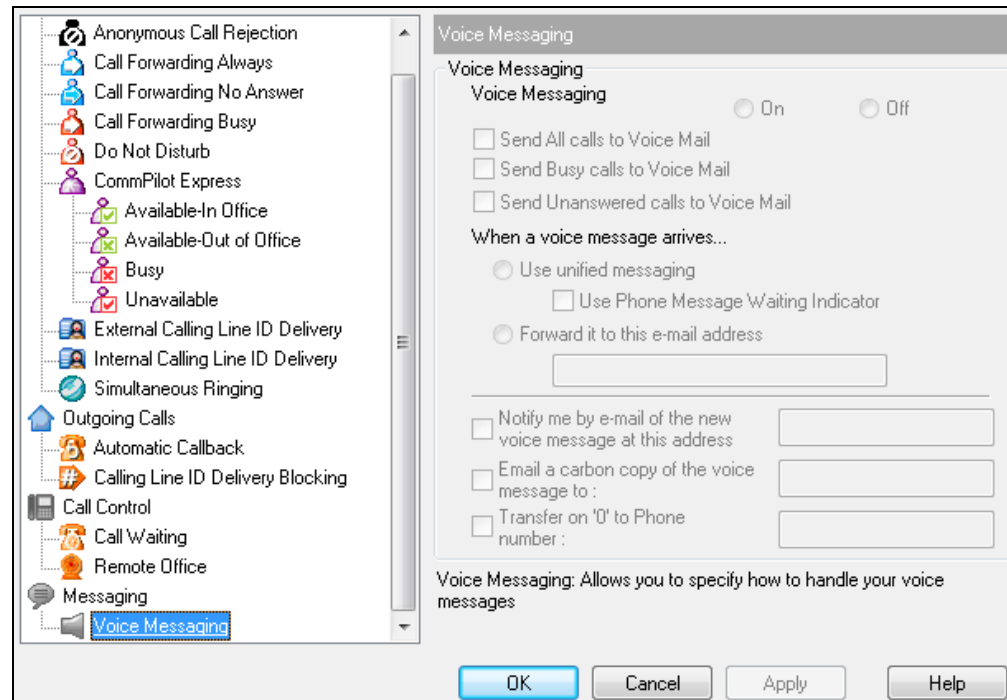 Anonymous Call Rejection
Call Forwarding Always
Call Forwarding No Answer
Call Forwarding Busy
Do Not Disturb
CommPilot Express
Available-In Office
Available-Out of Office
Busy
Unavailable
External Calling Line ID Delivery
Internal Calling Line ID Delivery
Simultaneous Ringing
Outgoing Calls
Automatic Callback
Calling Line ID Delivery Blocking
Call Control
Call Waiting
Remote Office
Messaging
Voice Messaging
Voice Messaging
Voice Messaging
Voice Messaging
On
Off
Send All calls to Voice Mail
Send Busy calls to Voice Mail
Send Unanswered calls to Voice Mail
When a voice message arrives...
Use unified messaging
Use Phone Message Waiting Indicator
Forward it to this e-mail address
Notify me by e-mail of the new
voice message at this address
Email a carbon copy of the voice
message to :
Transfer on '0' to Phone
number :
Voice Messaging: Allows you to specify how to handle your voice
messages
OK
Cancel
Apply
Help